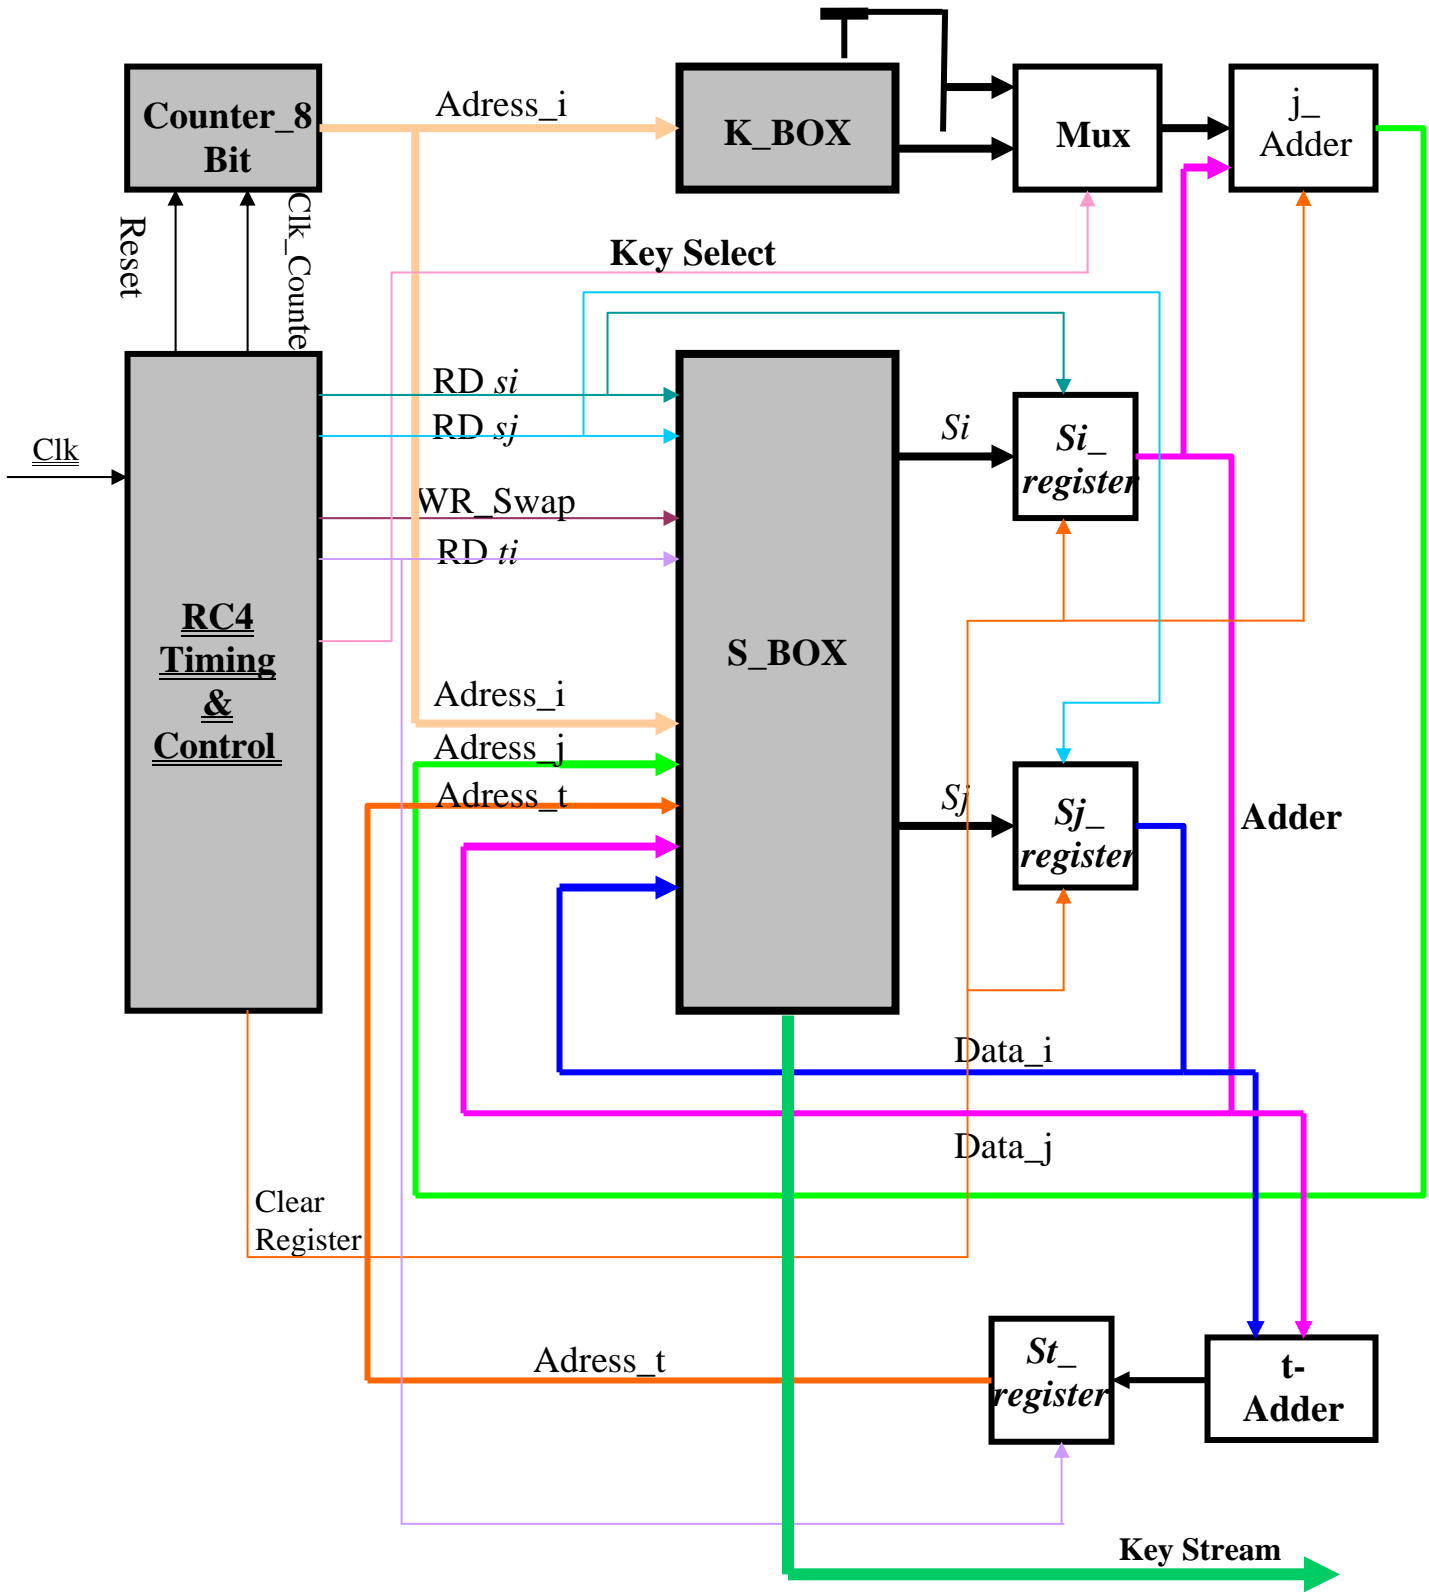 Adress_i
Counter_8
Bit
K_BOX
Mux
j_
Adder
Reset
Clk_Counte
Key Select
RD si
RD sj
Clk
WR_Swap
RD ti
Si
Si_
register
RC4
Timing
&
Control
S_BOX
Adress_i
Adress_j
Adress_t
Sj
Sj_
register
Adder
Data_i
Data_j
Clear
Register
Adress_t
St_
register
t-
Adder
Key Stream